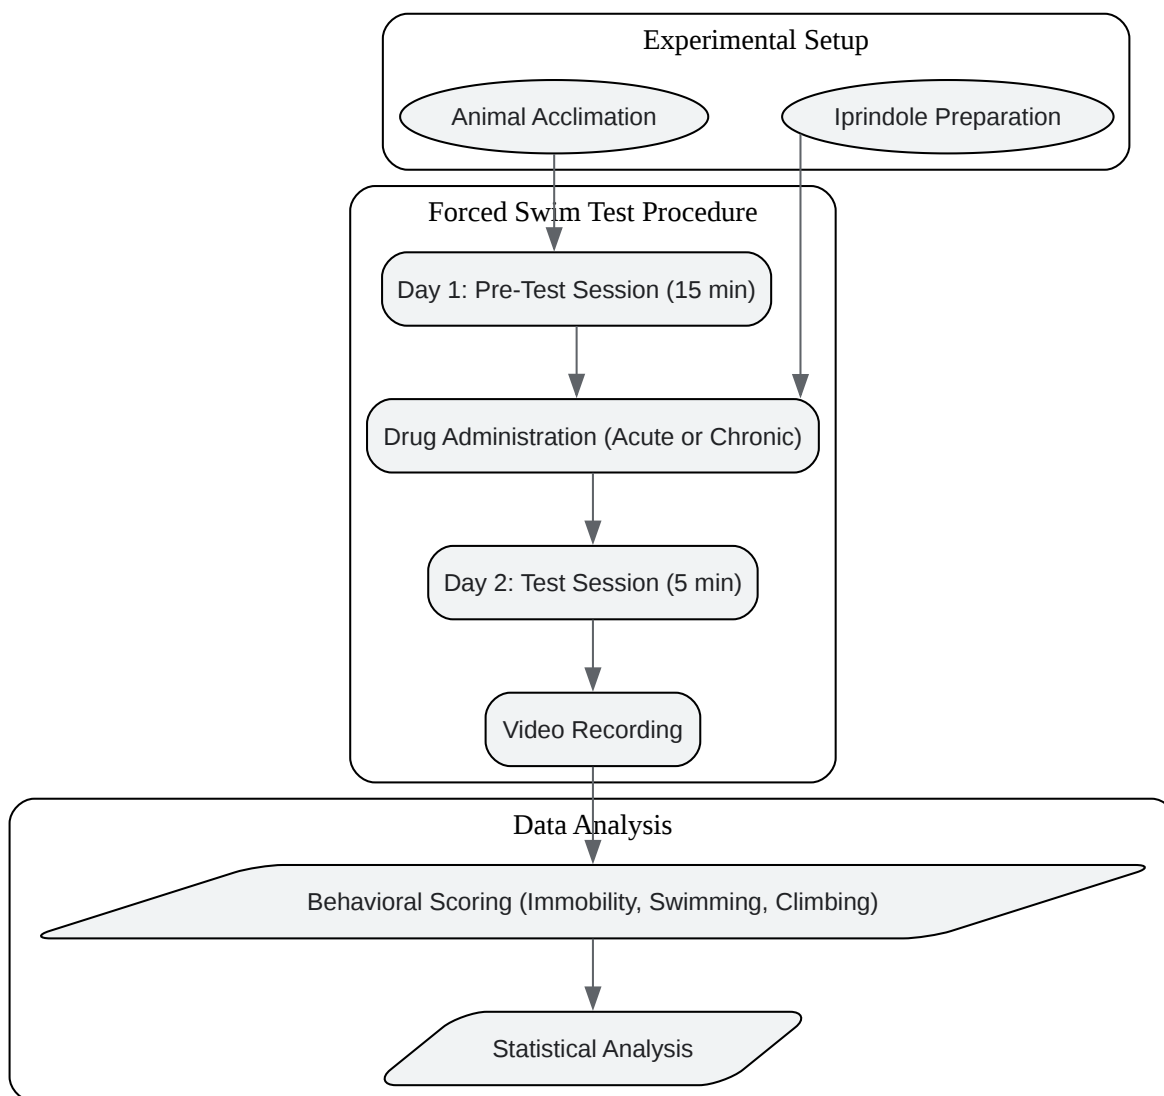 Experimental Setup
Animal Acclimation
Iprindole Preparation
Forced Swim Test Procedure
Day 1: Pre-Test Session (15 min)
Drug Administration (Acute or Chronic)
Day 2: Test Session (5 min)
Video Recording
Data Analysis
Behavioral Scoring (Immobility, Swimming, Climbing)
Statistical Analysis